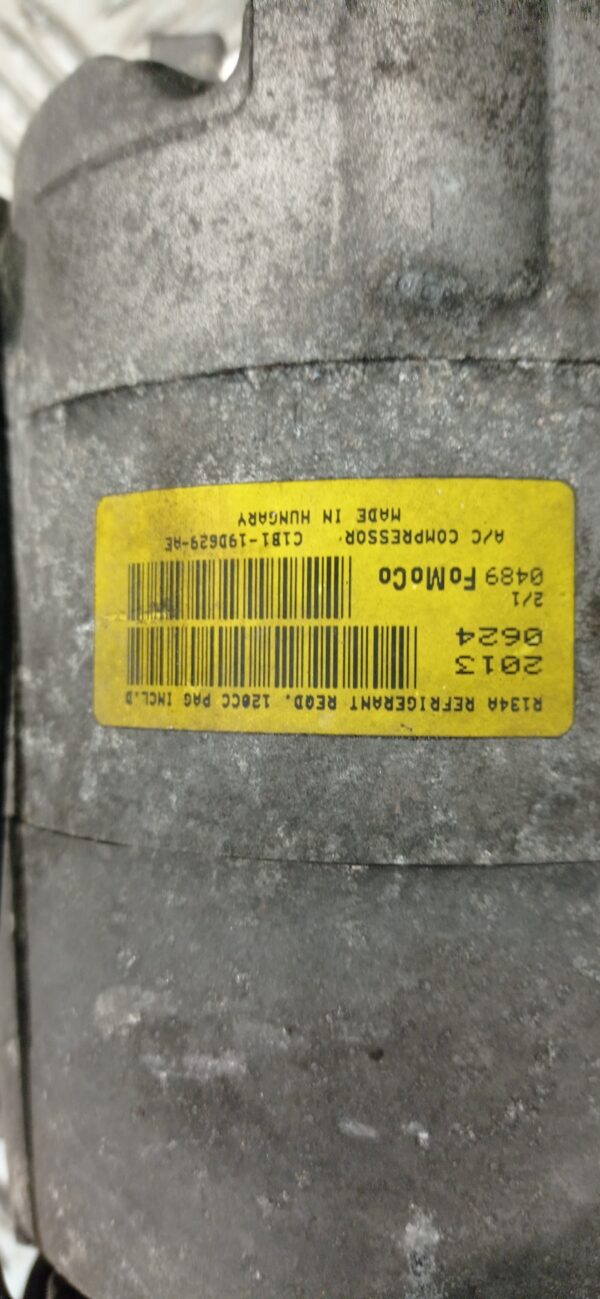 R134A REFRIGERANT REQD. 120CC PAG INCL.D
2013
0624
2/1
0489 FoMoCo
A/C COMPRESSOR C1B1-19D629-AE
MADE IN HUNGARY